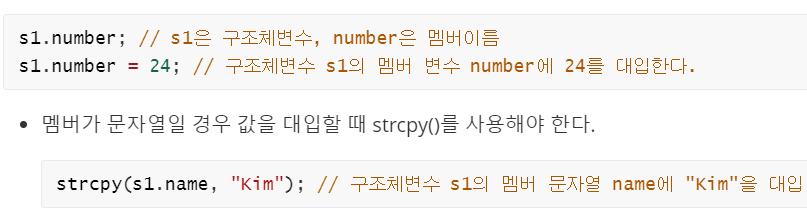 s1.number; // s1은 구조체변수, number은 멤버이름
s1.number = 24; // 구조체변수 s1의 멤버 변수 number에 24를 대입한다.
• 멤버가 문자열일 경우 값을 대입할 때 strcpy()를 사용해야 한다.
strcpy(s1.name, "Kim"); // 구조체변수 s1의 멤버 문자열 name에 "Kim"을 대입